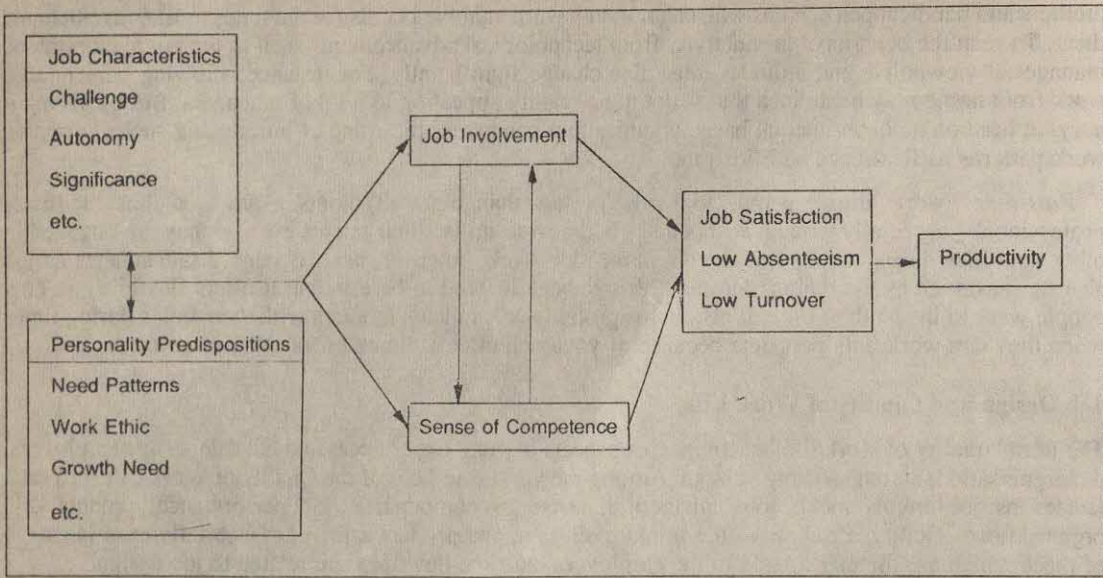 Job Characteristics
Challenge
Autonomy
Significance
etc.
Personality Predispositions
Need Patterns
Work Ethic
Growth Need
etc.
Job Involvement
Sense of Competence
Job Satisfaction
Low Absenteeism
Low Turnover
Productivity